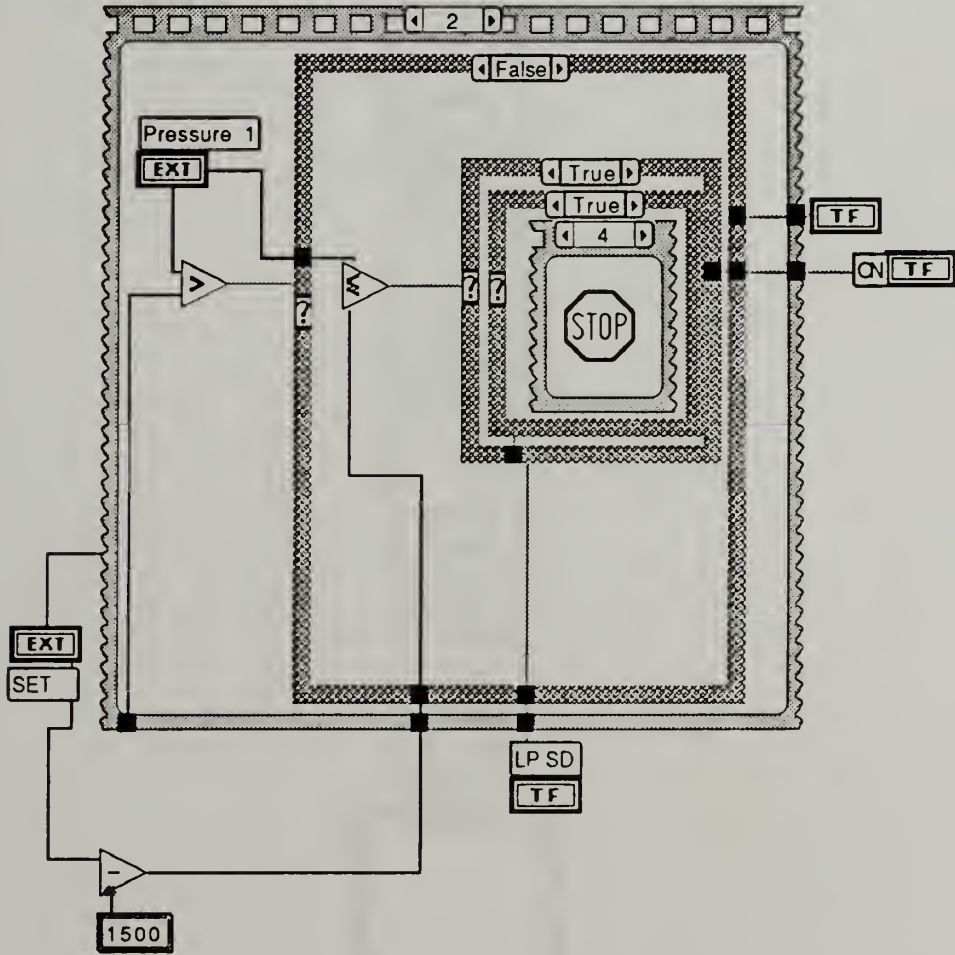 2
False
Pressure 1
EXT
True
True
4
TF
ON TF
>
≤
?
?
?
STOP
EXT
SET
LP SD
TF
-
1500